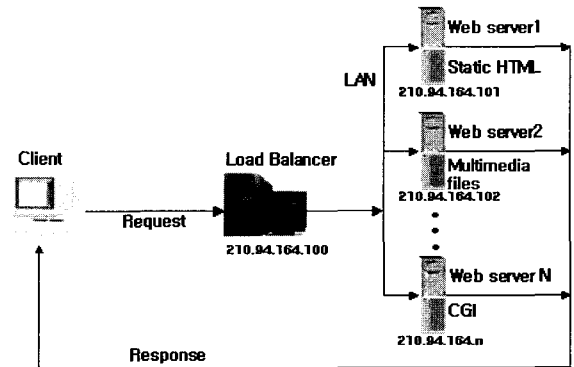 Web server1
Static HTML
LAN
210.94.164.101
Web server2
Multimedia
files
210.94.164.102
Client
Load Balancer
Request
210.94.164.100
Web server N
CGI
210.94.164.n
Response